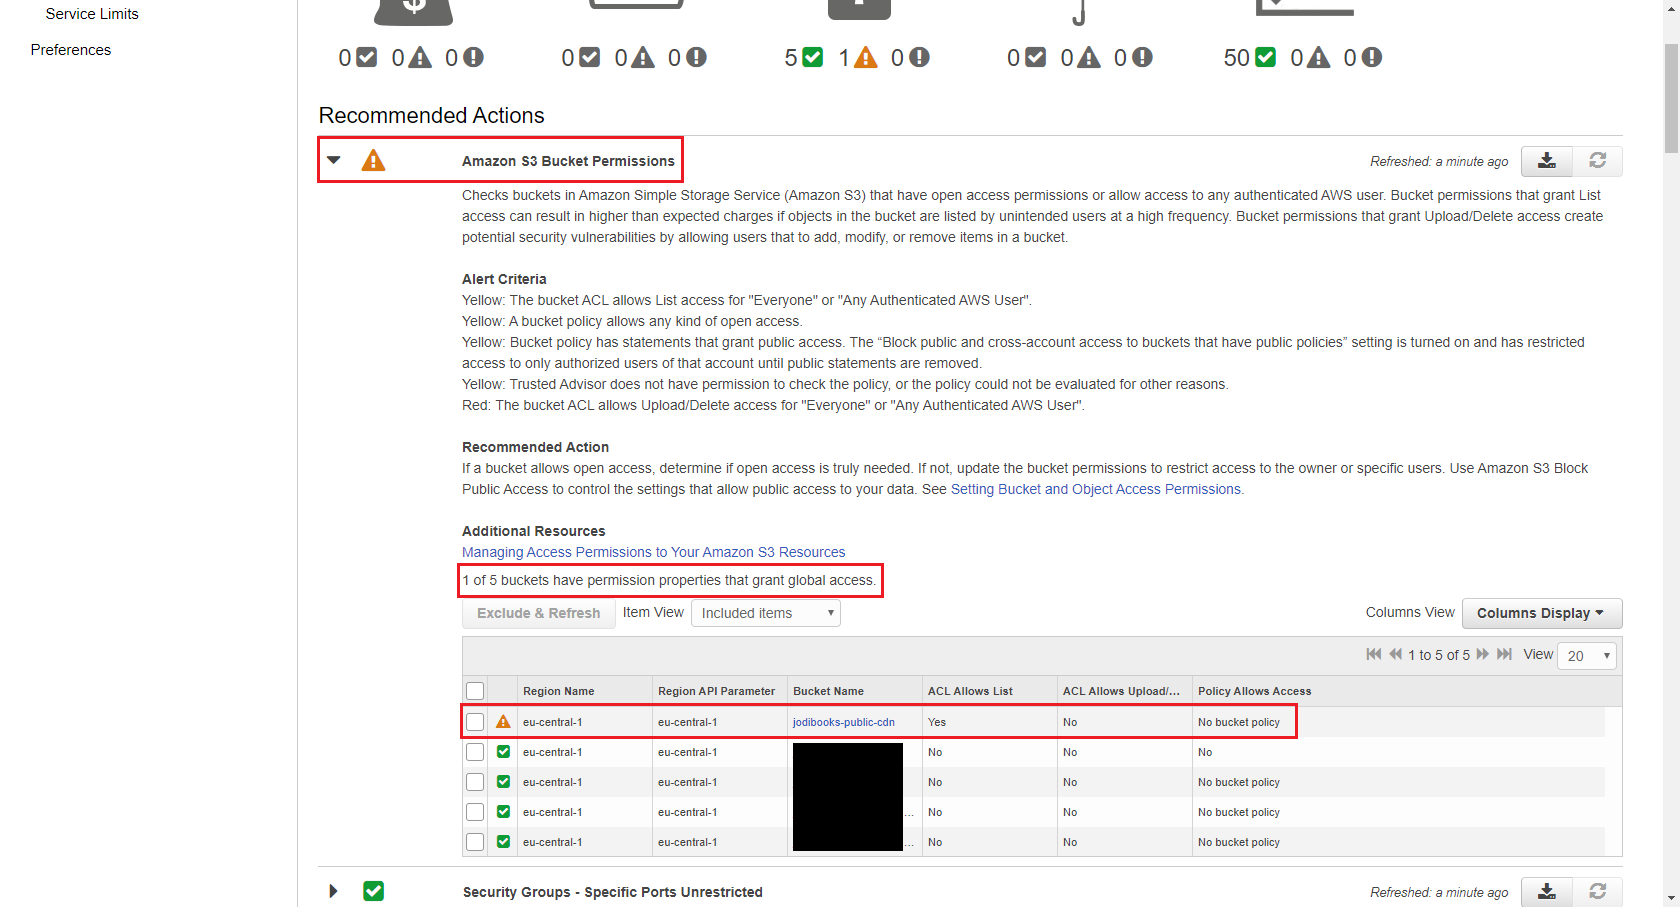 Service Limits
Preferences
$
0 0 0 0 0 0 5 1 0 0 0 0 50 0 0
Recommended Actions
Amazon S3 Bucket Permissions Refreshed: a minute ago
Checks buckets in Amazon Simple Storage Service (Amazon S3) that have open access permissions or allow access to any authenticated AWS user. Bucket permissions that grant List
access can result in higher than expected charges if objects in the bucket are listed by unintended users at a high frequency. Bucket permissions that grant Upload/Delete access create
potential security vulnerabilities by allowing users that to add, modify, or remove items in a bucket.
Alert Criteria
Yellow: The bucket ACL allows List access for "Everyone" or "Any Authenticated AWS User".
Yellow: A bucket policy allows any kind of open access.
Yellow: Bucket policy has statements that grant public access. The “Block public and cross-account access to buckets that have public policies” setting is turned on and has restricted
access to only authorized users of that account until public statements are removed.
Yellow: Trusted Advisor does not have permission to check the policy, or the policy could not be evaluated for other reasons.
Red: The bucket ACL allows Upload/Delete access for "Everyone" or "Any Authenticated AWS User".
Recommended Action
If a bucket allows open access, determine if open access is truly needed. If not, update the bucket permissions to restrict access to the owner or specific users. Use Amazon S3 Block
Public Access to control the settings that allow public access to your data. See Setting Bucket and Object Access Permissions.
Additional Resources
Managing Access Permissions to Your Amazon S3 Resources
1 of 5 buckets have permission properties that grant global access.
Exclude & Refresh Item View Included items Columns View Columns Display
1 to 5 of 5 View 20
Region Name Region API Parameter Bucket Name ACL Allows List ACL Allows Upload/... Policy Allows Access
eu-central-1 eu-central-1 jodibooks-public-cdn Yes No No bucket policy
eu-central-1 eu-central-1 No No No
eu-central-1 eu-central-1 No No No bucket policy
eu-central-1 eu-central-1 ... No No No bucket policy
eu-central-1 eu-central-1 ... No No No bucket policy
Security Groups - Specific Ports Unrestricted Refreshed: a minute ago